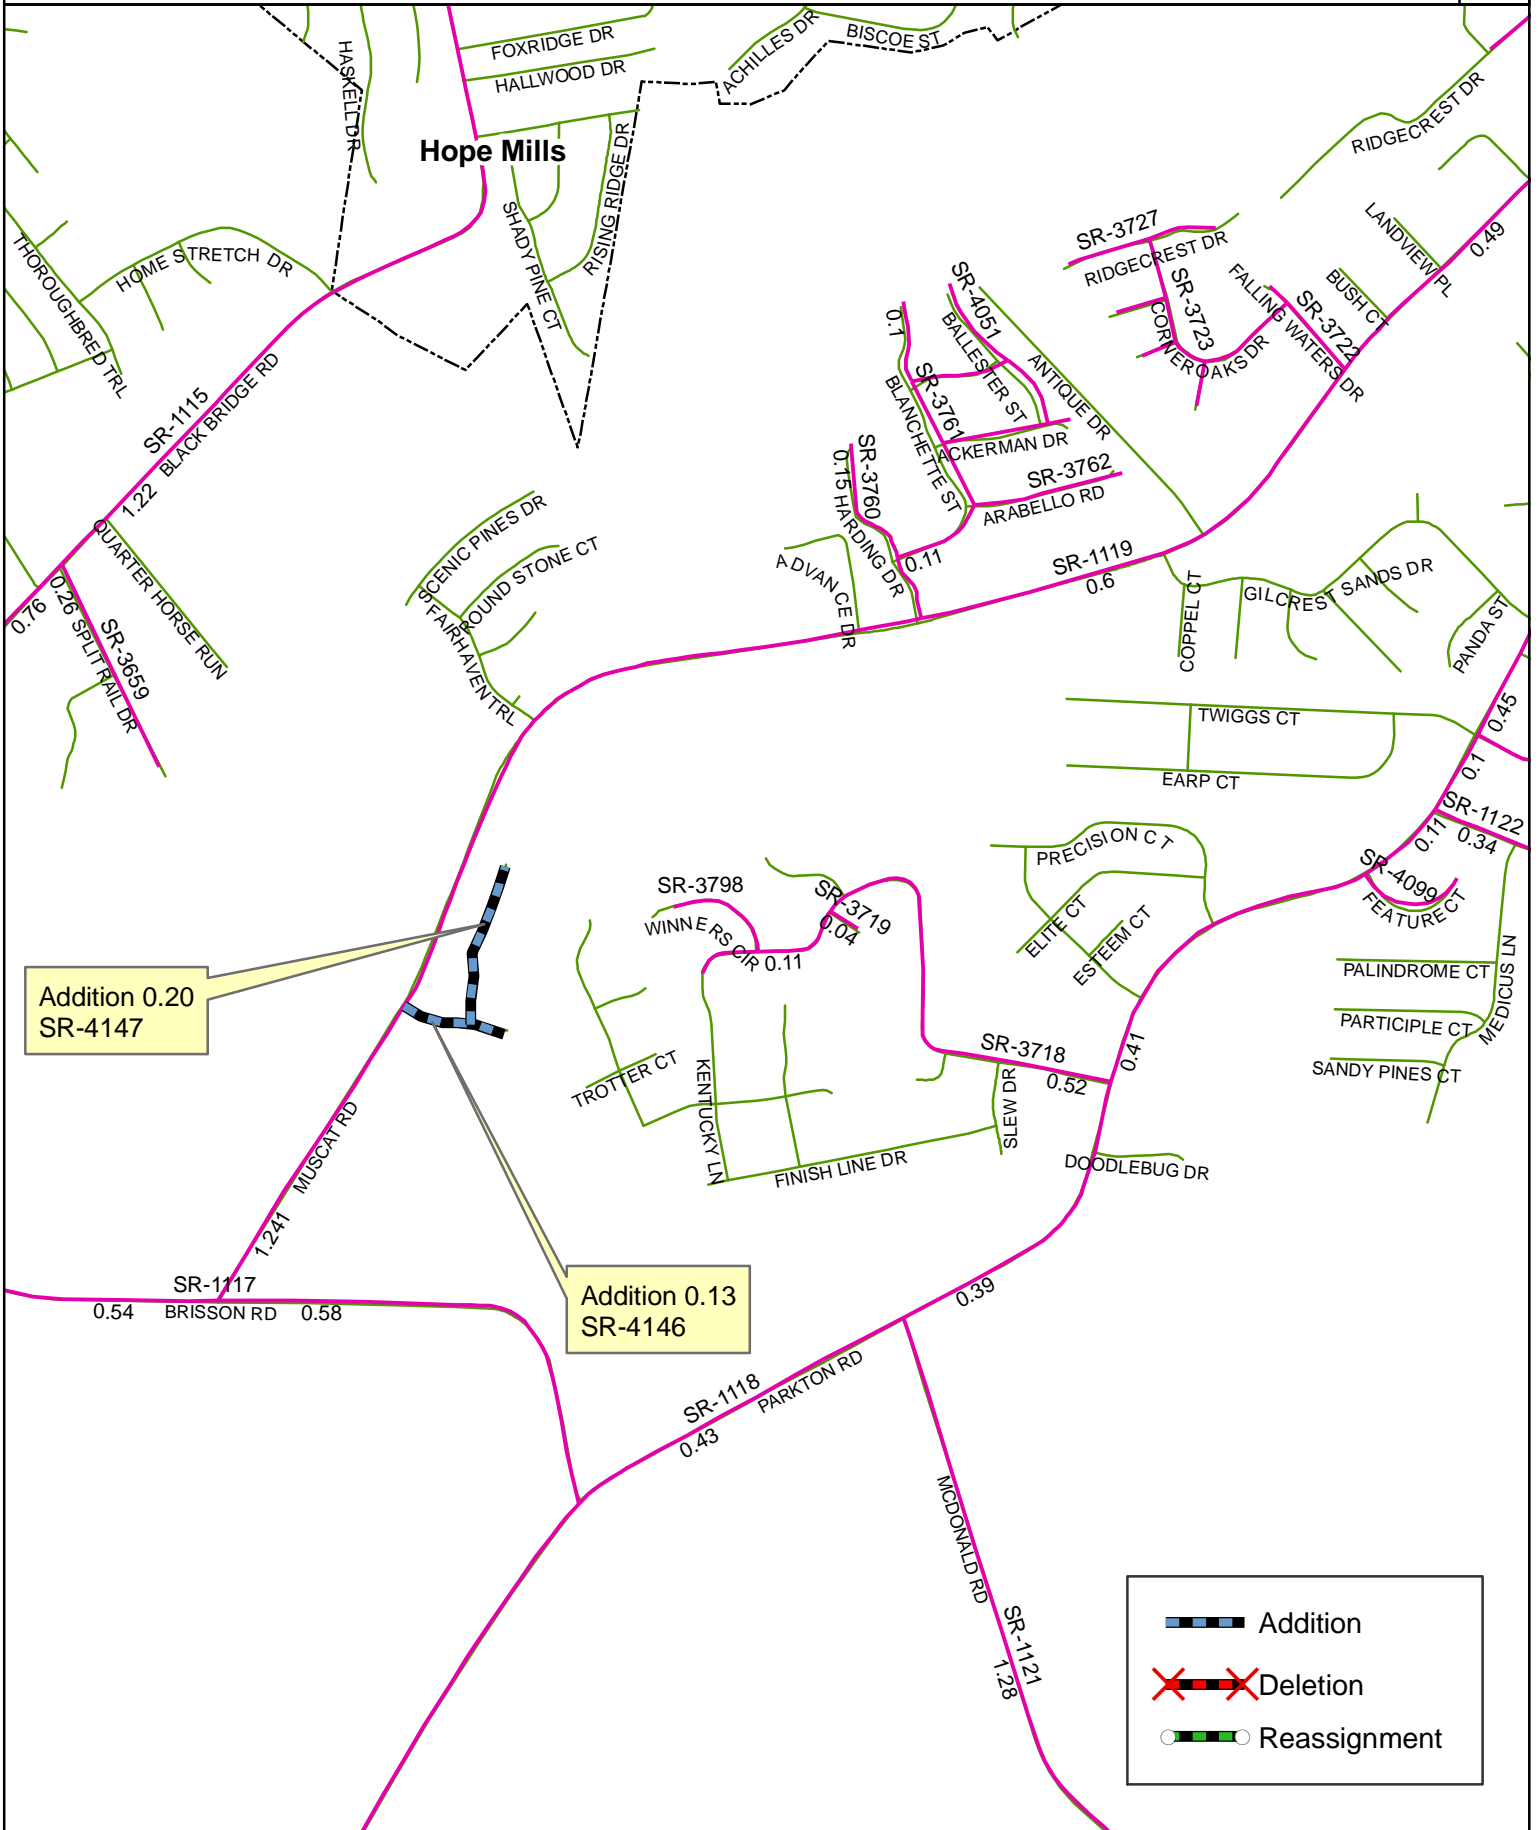 FOXRIDGE DR
HALLWOOD DR
HASKELL DR
ACHILLES DR
BISCOE ST
RIDGECREST DR
Hope Mills
RISING RIDGE DR
SHADY PINE CT
THOROUGHBRED TRL
HOME STRETCH DR
SR-3727
RIDGECREST DR
LANDVIEW PL
0.49
BUSH CT
FALLING WATERS DR
SR-3722
SR-3723
CORNER OAKS DR
SR-4051
BALLESTER ST
ANTIQUE DR
0.1
SR-3761
BLANCHETTE ST
ACKERMAN DR
SR-3762
ARABELLO RD
SR-3760
0.15
HARDING DR
0.11
ADVANCE DR
SR-1119
0.6
SR-1115
BLACK BRIDGE RD
1.22
QUARTER HORSE RUN
0.76
0.26
SPLIT RAIL DR
SR-3659
SCENIC PINES DR
ROUND STONE CT
S FAIRHAVEN TRL
COPPEL CT
GILCREST SANDS DR
PANDA ST
TWIGGS CT
EARP CT
0.45
0.1
SR-1122
0.34
0.11
SR-4099
FEATURE CT
PRECISION CT
ELITE CT
ESTEEM CT
SR-3798
WINNERS CIR
SR-3719
0.04
0.11
PALINDROME CT
PARTICIPLE CT
SANDY PINES CT
MEDICUS LN
Addition 0.20
SR-4147
SR-3718
0.52
0.41
SLEW DR
TROTTER CT
KENTUCKY LN
FINISH LINE DR
DOODLEBUG DR
MUSCAT RD
1.241
SR-1117
0.54
BRISSON RD
0.58
Addition 0.13
SR-4146
0.39
SR-1118
PARKTON RD
0.43
MCDONALD RD
SR-1121
1.28
Addition
Deletion
Reassignment